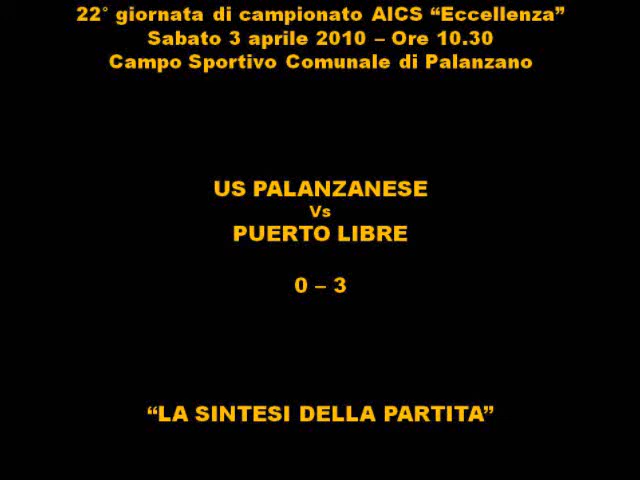 22° giornata di campionato AICS “Eccellenza”
Sabato 3 aprile 2010 – Ore 10.30
Campo Sportivo Comunale di Palanzano
US PALANZANESE
Vs
PUERTO LIBRE
0 – 3
“LA SINTESI DELLA PARTITA”